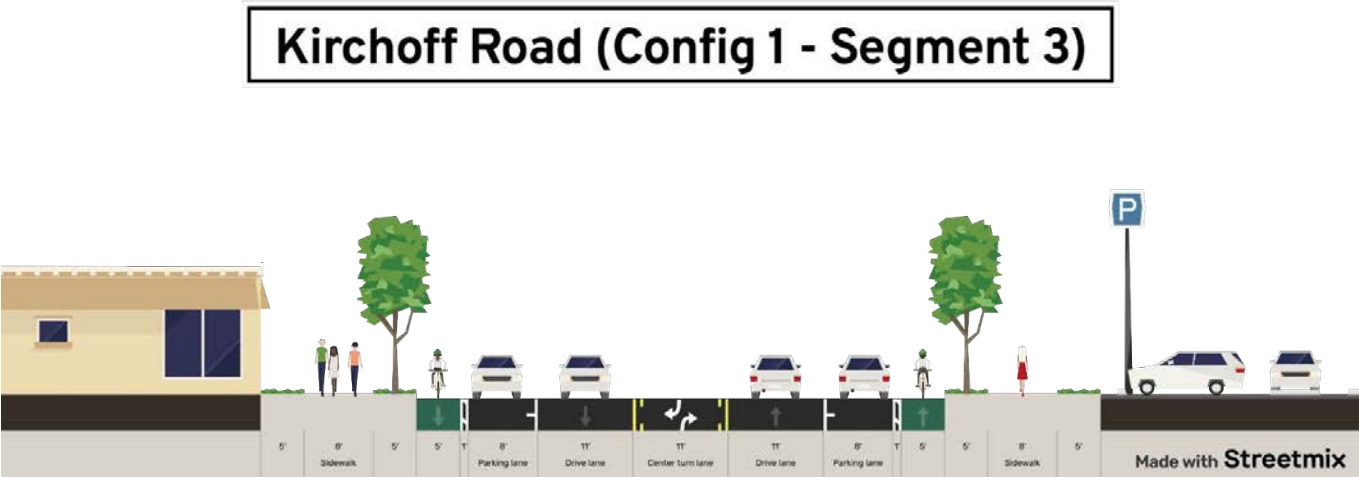 Kirchoff Road (Config 1 - Segment 3)
P
5' 8' 5' 5' 1' 8' 11' 11' 11' 8' 1' 5' 5' 8' 5'
Sidewalk Parking lane Drive lane Center turn lane Drive lane Parking lane Sidewalk
Made with Streetmix